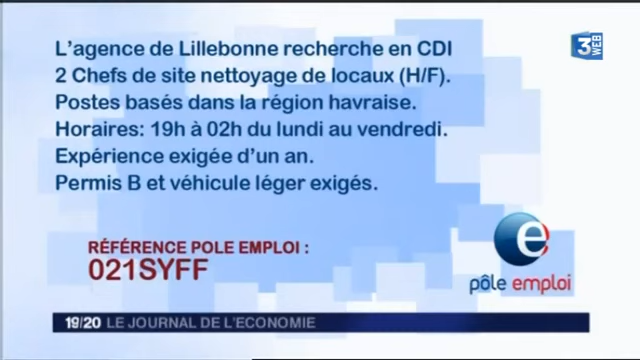 3 WEB
L'agence de Lillebonne recherche en CDI
2 Chefs de site nettoyage de locaux (H/F).
Postes basés dans la région havraise.
Horaires: 19h à 02h du lundi au vendredi.
Expérience exigée d'un an.
Permis B et véhicule léger exigés.
RÉFÉRENCE POLE EMPLOI :
021SYFF
e
pôle emploi
19/20 LE JOURNAL DE L'ECONOMIE